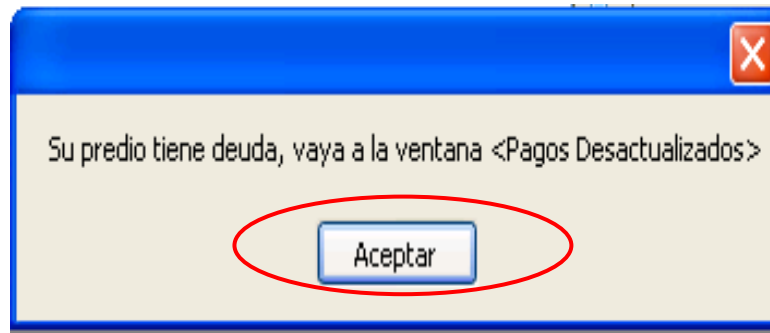 Su predio tiene deuda, vaya a la ventana <Pagos Desactualizados>
Aceptar